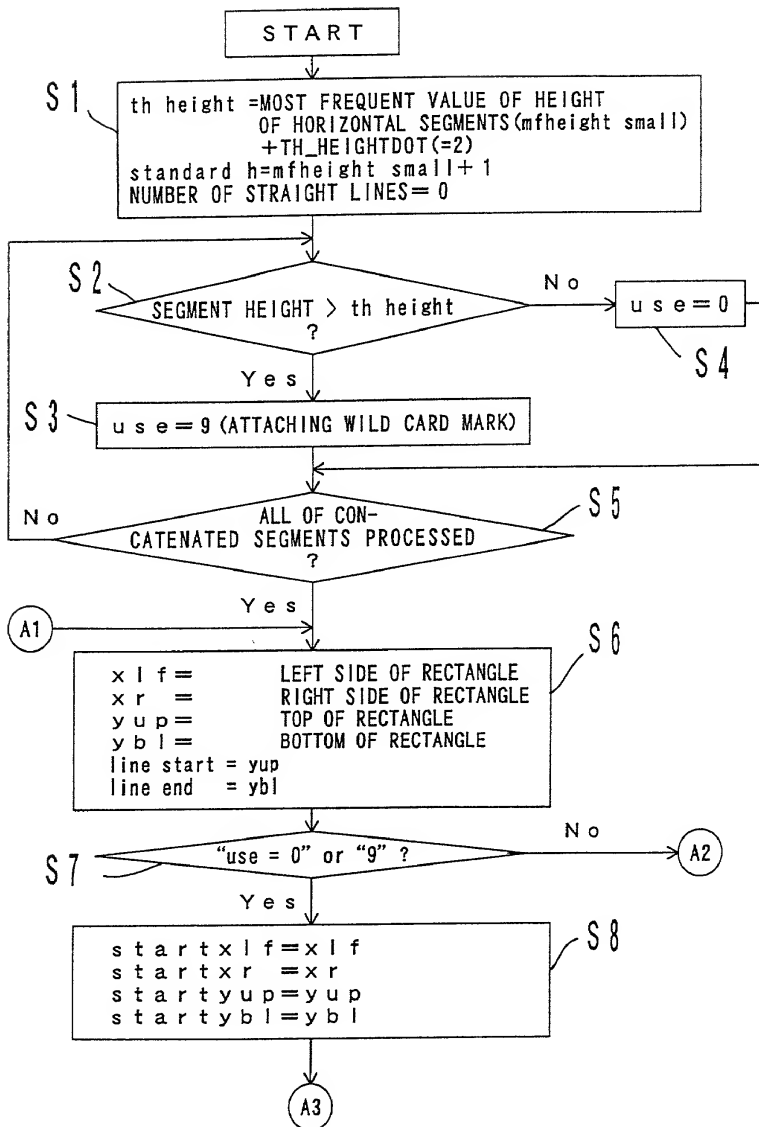 START
S1
th height =MOST FREQUENT VALUE OF HEIGHT
OF HORIZONTAL SEGMENTS(mfheight small)
+TH_HEIGHTDOT(=2)
standard h=mfheight small+ 1
NUMBER OF STRAIGHT LINES= 0
S2
SEGMENT HEIGHT > th height
?
No
use=0
S4
Yes
S3
use=9 (ATTACHING WILD CARD MARK)
No
ALL OF CON-
CATENATED SEGMENTS PROCESSED
?
S5
Yes
A1
S6
xlf= LEFT SIDE OF RECTANGLE
xr = RIGHT SIDE OF RECTANGLE
yup= TOP OF RECTANGLE
ybl= BOTTOM OF RECTANGLE
line start = yup
line end = ybl
S7
"use = 0" or "9" ?
No
A2
Yes
S8
startxlf=xlf
startxr =xr
startyup=yup
startybl=ybl
A3